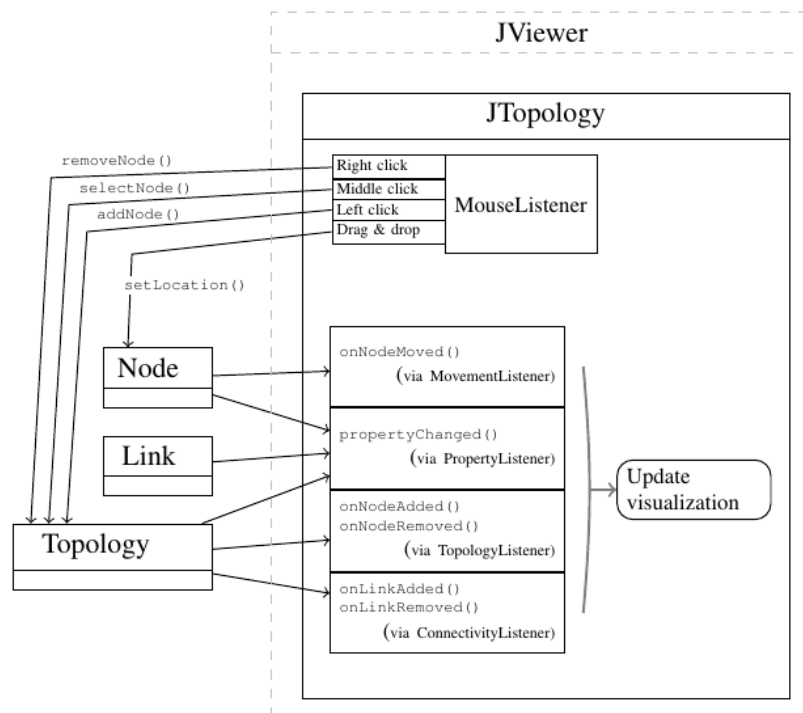 JViewer
JTopology
removeNode()
Right click
selectNode()
Middle click
addNode()
Left click
MouseListener
Drag & drop
setLocation()
Node
onNodeMoved()
(via MovementListener)
Link
propertyChanged()
(via PropertyListener)
Update
visualization
Topology
onNodeAdded()
onNodeRemoved()
(via TopologyListener)
onLinkAdded()
onLinkRemoved()
(via ConnectivityListener)